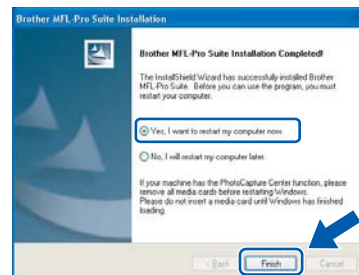 Brother MFL-Pro Suite Installation
Brother MFL-Pro Suite Installation Completed!
The InstallShield Wizard has successfully installed Brother
MFL-Pro Suite. Before you can use the program, you must
restart your computer.
Yes, I want to restart my computer now.
No, I will restart my computer later.
If your machine has the PhotoCapture Center function, please
remove all media cards before restarting Windows.
Please do not insert a media card until Windows has finished
loading.
< Back
Finish
Cancel